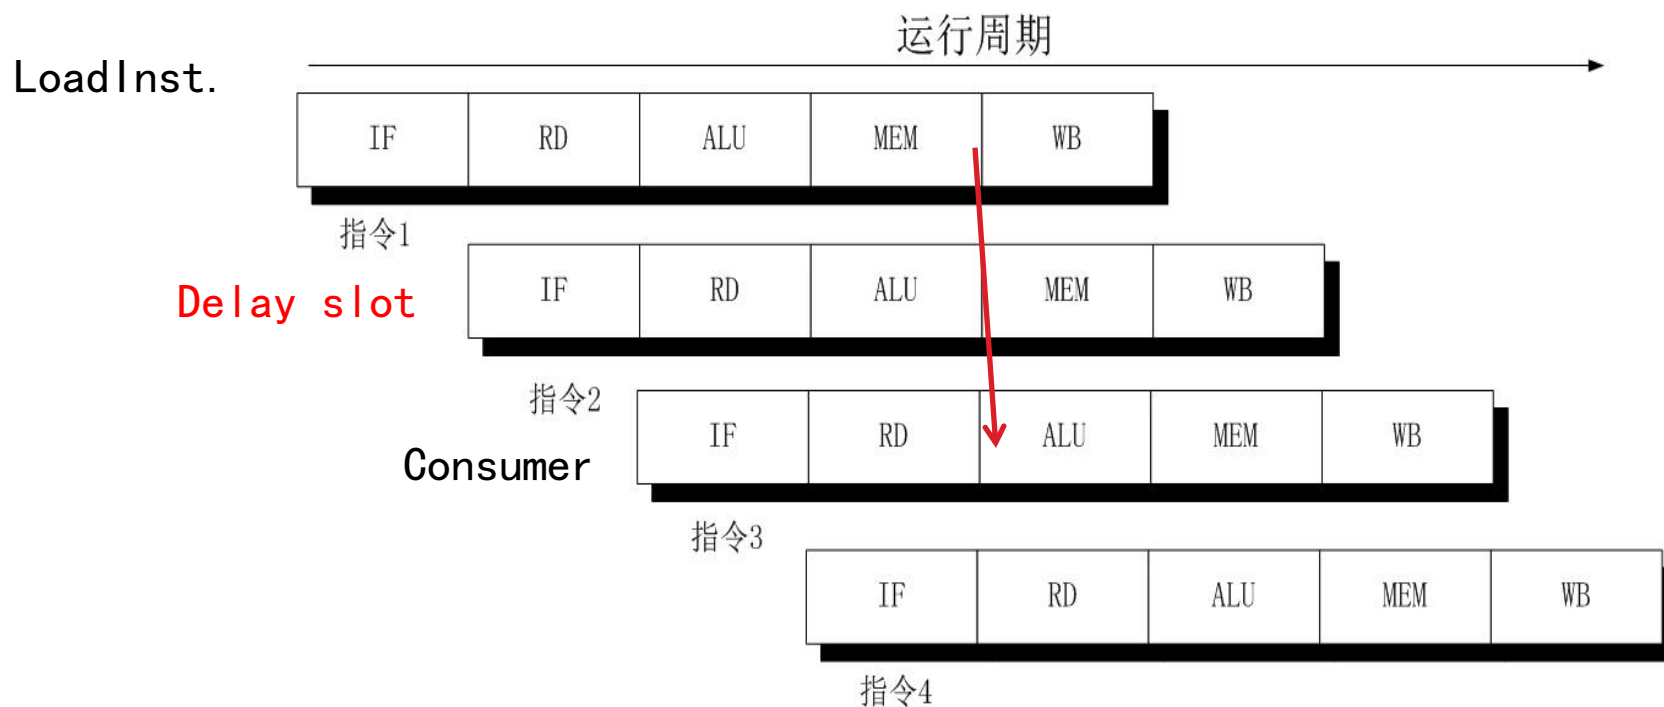 运行周期
LoadInst.
IF RD ALU MEM WB
指令1
Delay slot
IF RD ALU MEM WB
指令2
Consumer
IF RD ALU MEM WB
指令3
IF RD ALU MEM WB
指令4